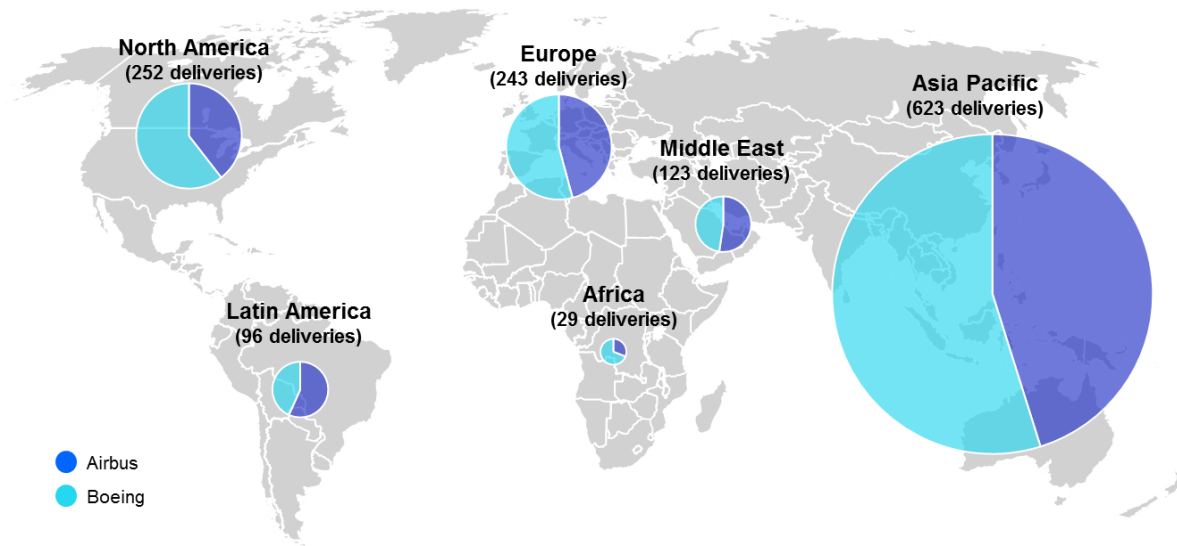 North America
(252 deliveries)
Europe
(243 deliveries)
Asia Pacific
(623 deliveries)
Middle East
(123 deliveries)
Latin America
(96 deliveries)
Africa
(29 deliveries)
Airbus
Boeing